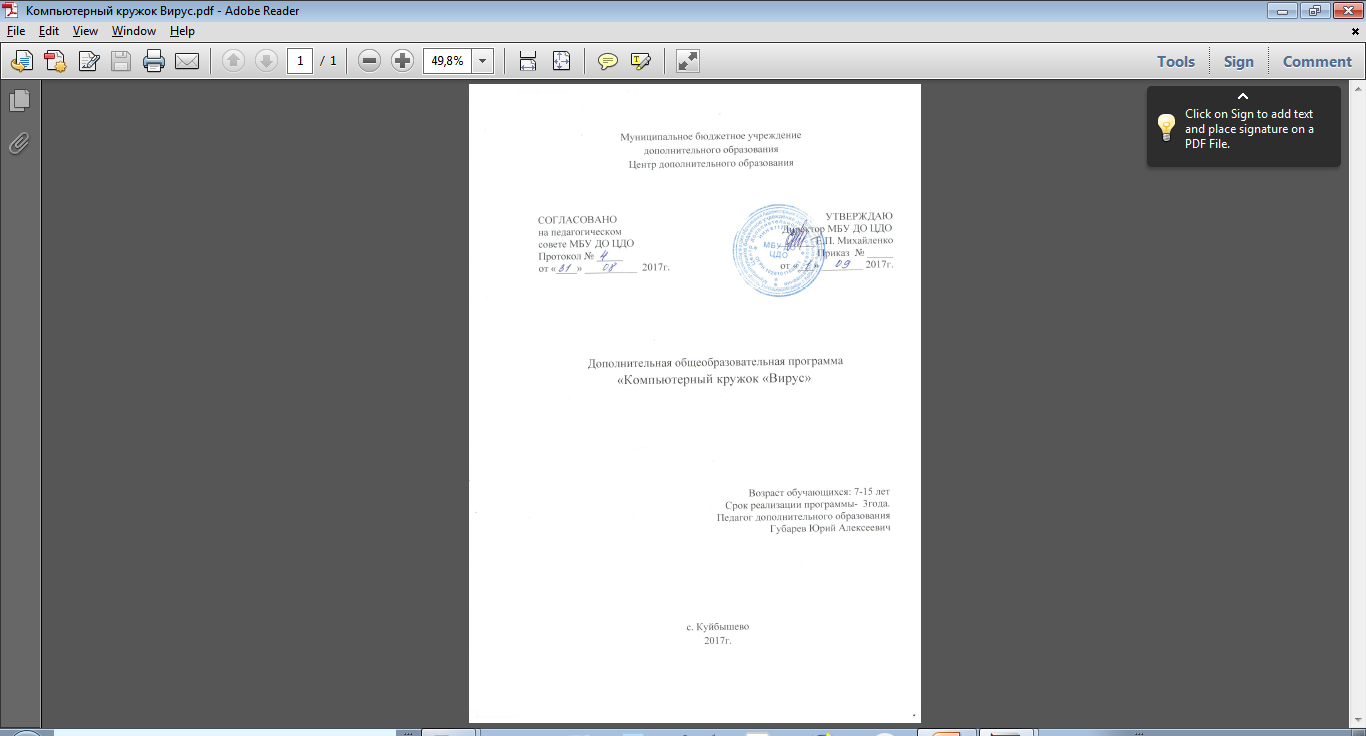 Компьютерный кружок Вирус.pdf - Adobe Reader
File Edit View Window Help
1 / 1 49,8% Tools Sign Comment
Click on Sign to add text
and place signature on a
PDF File.
Муниципальное бюджетное учреждение
дополнительного образования
Центр дополнительного образования
СОГЛАСОВАНО
на педагогическом
совете МБУ ДО ЦДО
Протокол № 4
от «31» 08 2017г.
УТВЕРЖДАЮ
Директор МБУ ДО ЦДО
Е.П. Михайленко
Приказ № _____
от «1» 09 2017г.
МБУ ДО
ЦДО
Дополнительная общеобразовательная программа
«Компьютерный кружок «Вирус»
Возраст обучающихся: 7-15 лет
Срок реализации программы- 3года.
Педагог дополнительного образования
Губарев Юрий Алексеевич
с. Куйбышево
2017г.